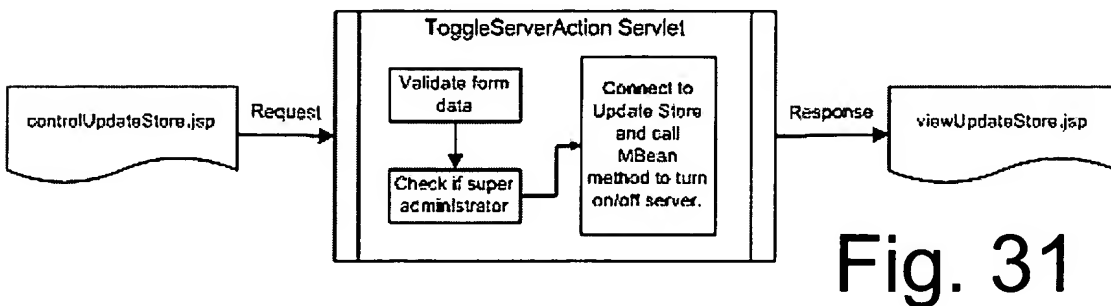 ToggleServerAction Servlet
controlUpdateStore.jsp
Request
Validate form
data
Check if super
administrator
Connect to
Update Store
and call
MBean
method to turn
on/off server.
Response
viewUpdateStore.jsp
Fig. 31